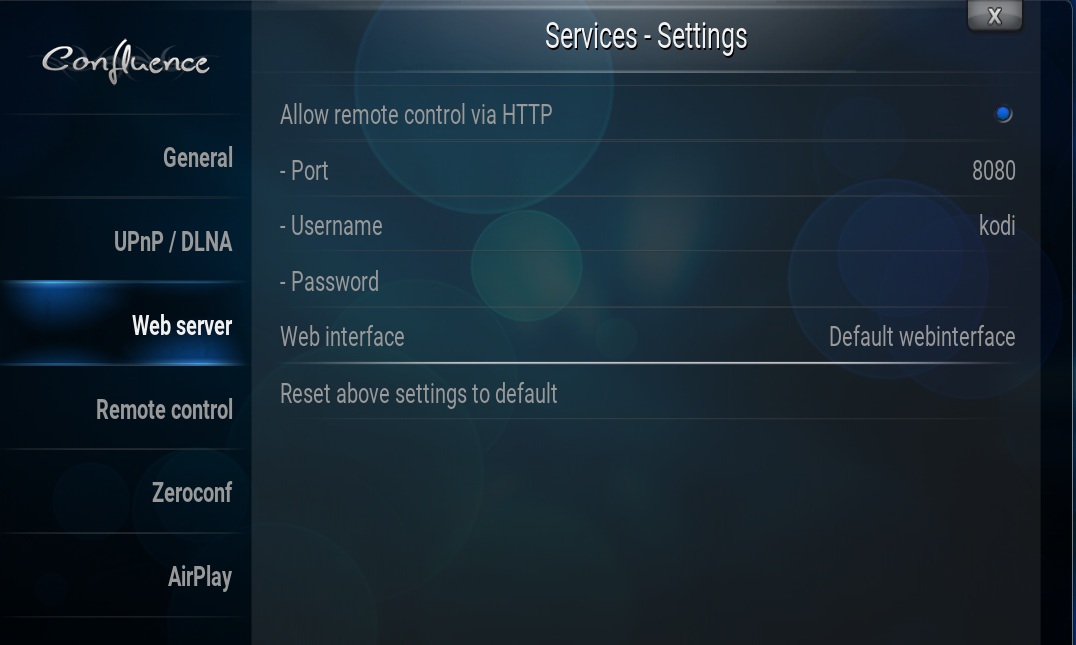 Confluence
General
UPnP / DLNA
Web server
Remote control
Zeroconf
AirPlay
Services - Settings
X
Allow remote control via HTTP
- Port 8080
- Username kodi
- Password
Web interface Default webinterface
Reset above settings to default